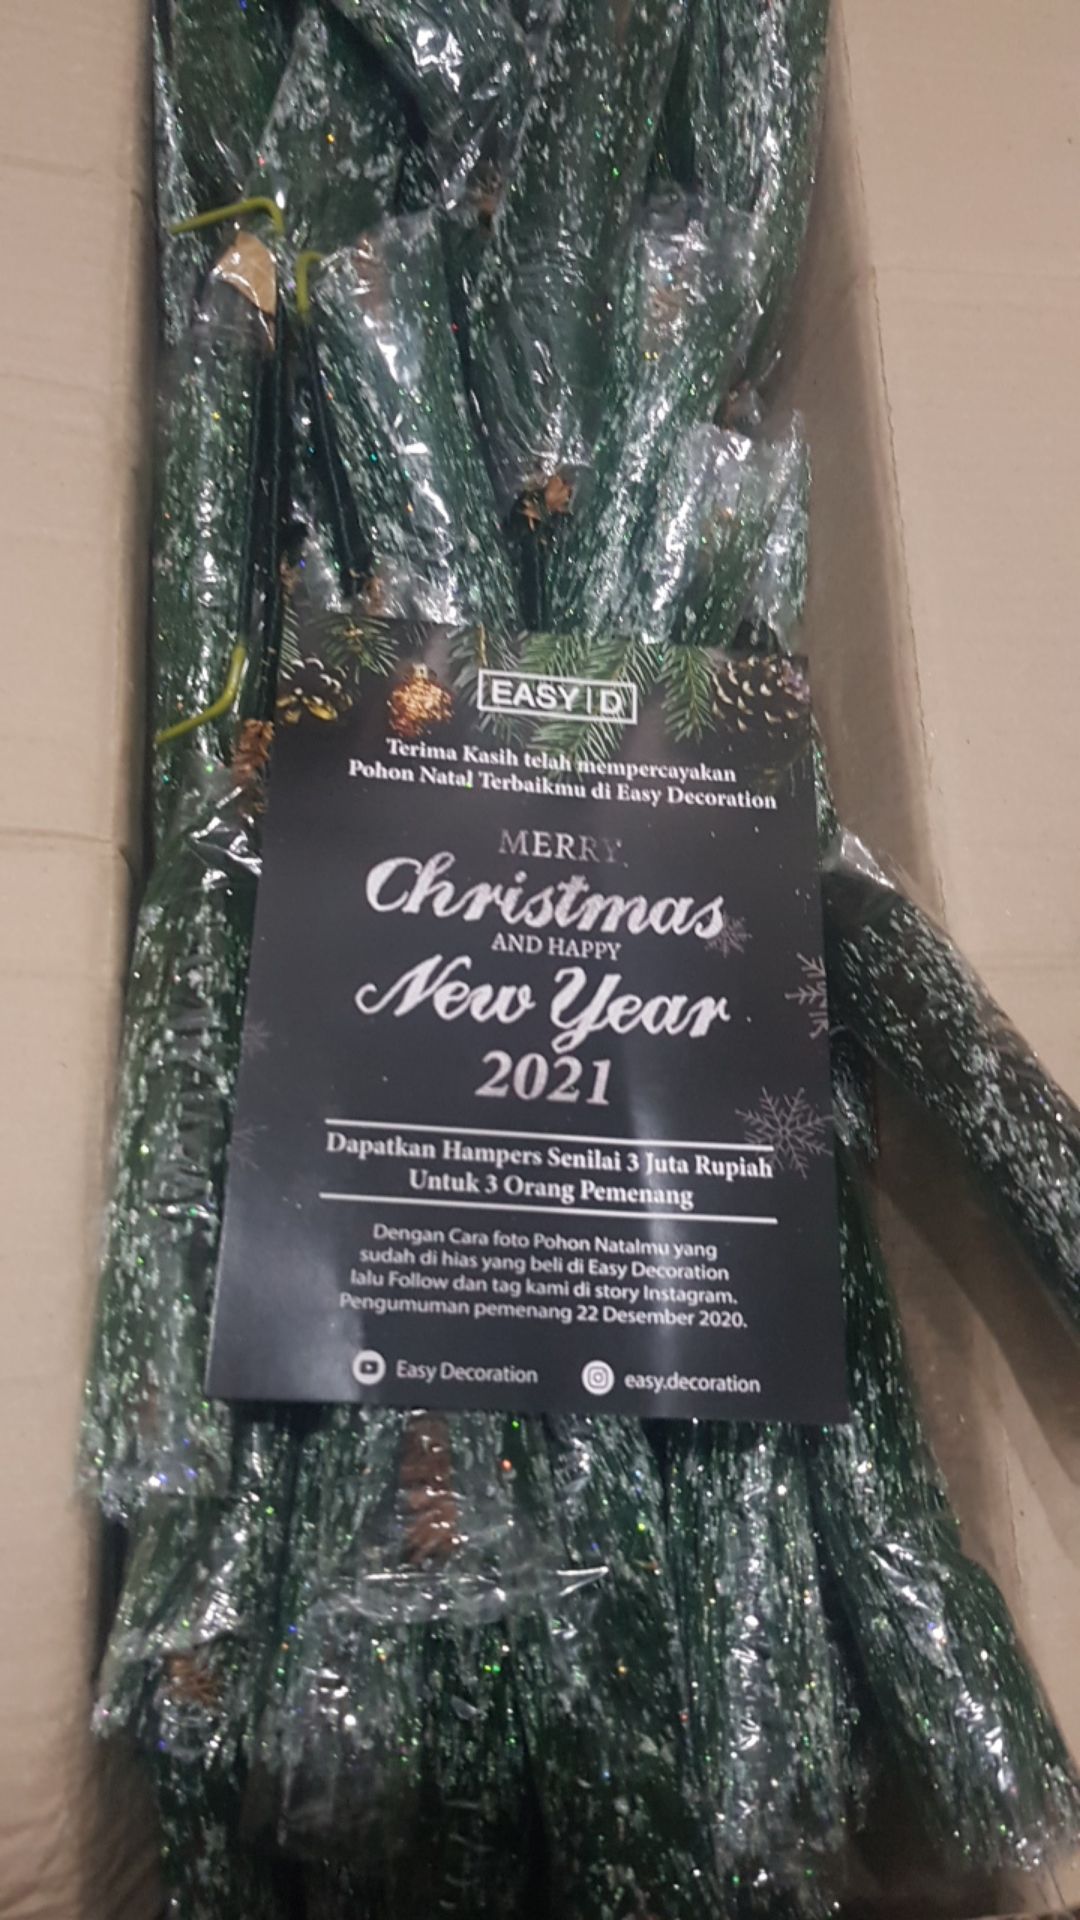 EASY|D
Terima Kasih telah mempercayakan
Pohon Natal Terbaikmu di Easy Decoration
MERRY
Christmas
AND HAPPY
New Year
2021
Dapatkan Hampers Senilai 3 Juta Rupiah
Untuk 3 Orang Pemenang
Dengan Cara foto Pohon Natalmu yang
sudah di hias yang beli di Easy Decoration
lalu Follow dan tag kami di story Instagram.
Pengumuman pemenang 22 Desember 2020.
Easy Decoration easy.decoration